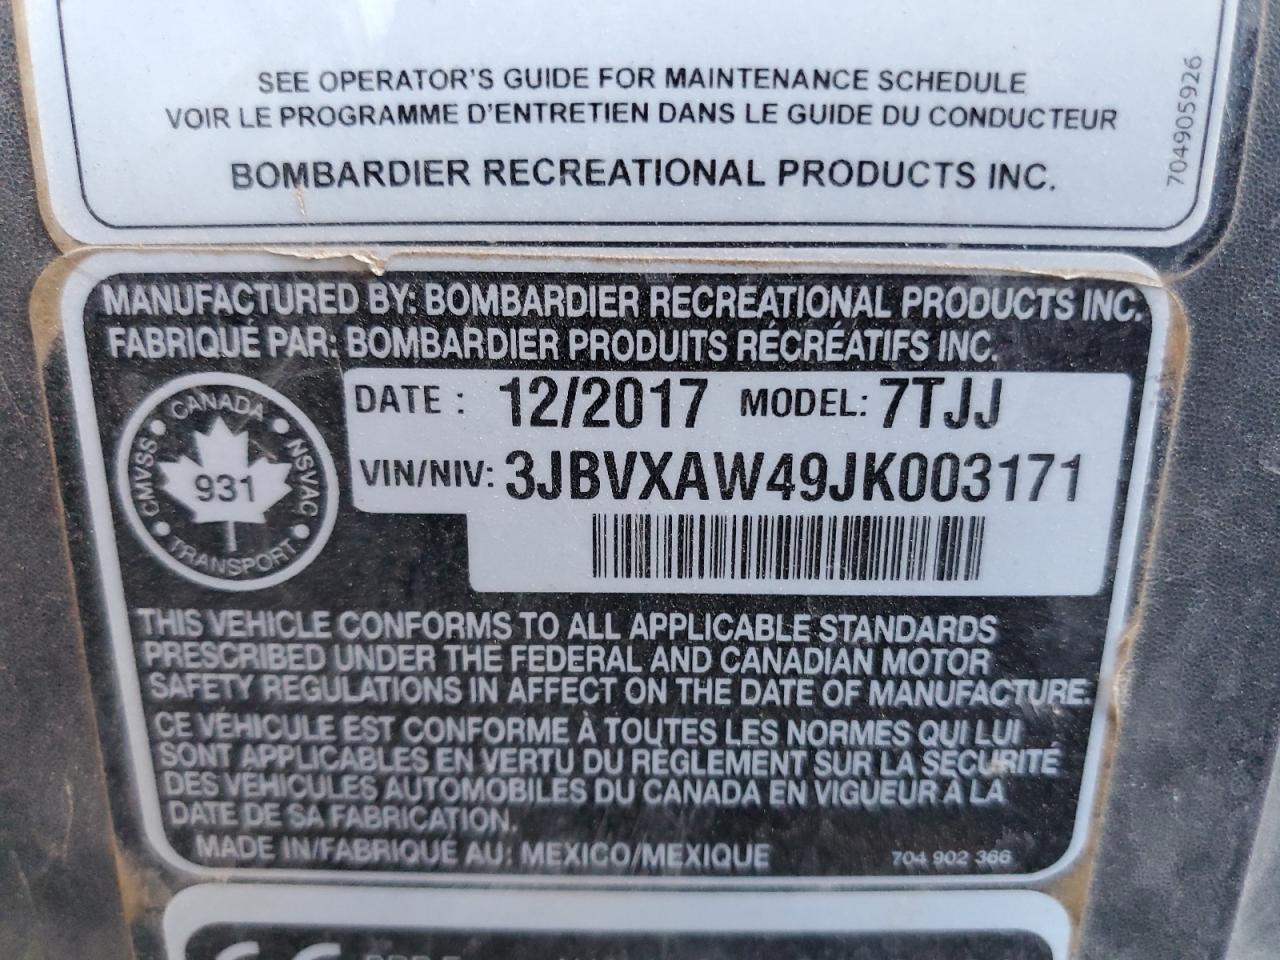 SEE OPERATOR'S GUIDE FOR MAINTENANCE SCHEDULE
VOIR LE PROGRAMME D'ENTRETIEN DANS LE GUIDE DU CONDUCTEUR
BOMBARDIER RECREATIONAL PRODUCTS INC.
704905926
MANUFACTURED BY: BOMBARDIER RECREATIONAL PRODUCTS INC.
FABRIQUÉ PAR: BOMBARDIER PRODUITS RÉCRÉATIFS INC.
CANADA
CMVSS
931
NSVAC
TRANSPORT
DATE : 12/2017 MODEL: 7TJJ
VIN/NIV: 3JBVXAW49JK003171
THIS VEHICLE CONFORMS TO ALL APPLICABLE STANDARDS
PRESCRIBED UNDER THE FEDERAL AND CANADIAN MOTOR
SAFETY REGULATIONS IN AFFECT ON THE DATE OF MANUFACTURE.
CE VÉHICULE EST CONFORME À TOUTES LES NORMES QUI LUI
SONT APPLICABLES EN VERTU DU RÈGLEMENT SUR LA SÉCURITÉ
DES VÉHICULES AUTOMOBILES DU CANADA EN VIGUEUR À LA
DATE DE SA FABRICATION.
MADE IN/FABRIQUÉ AU: MEXICO/MEXIQUE
704 902 366